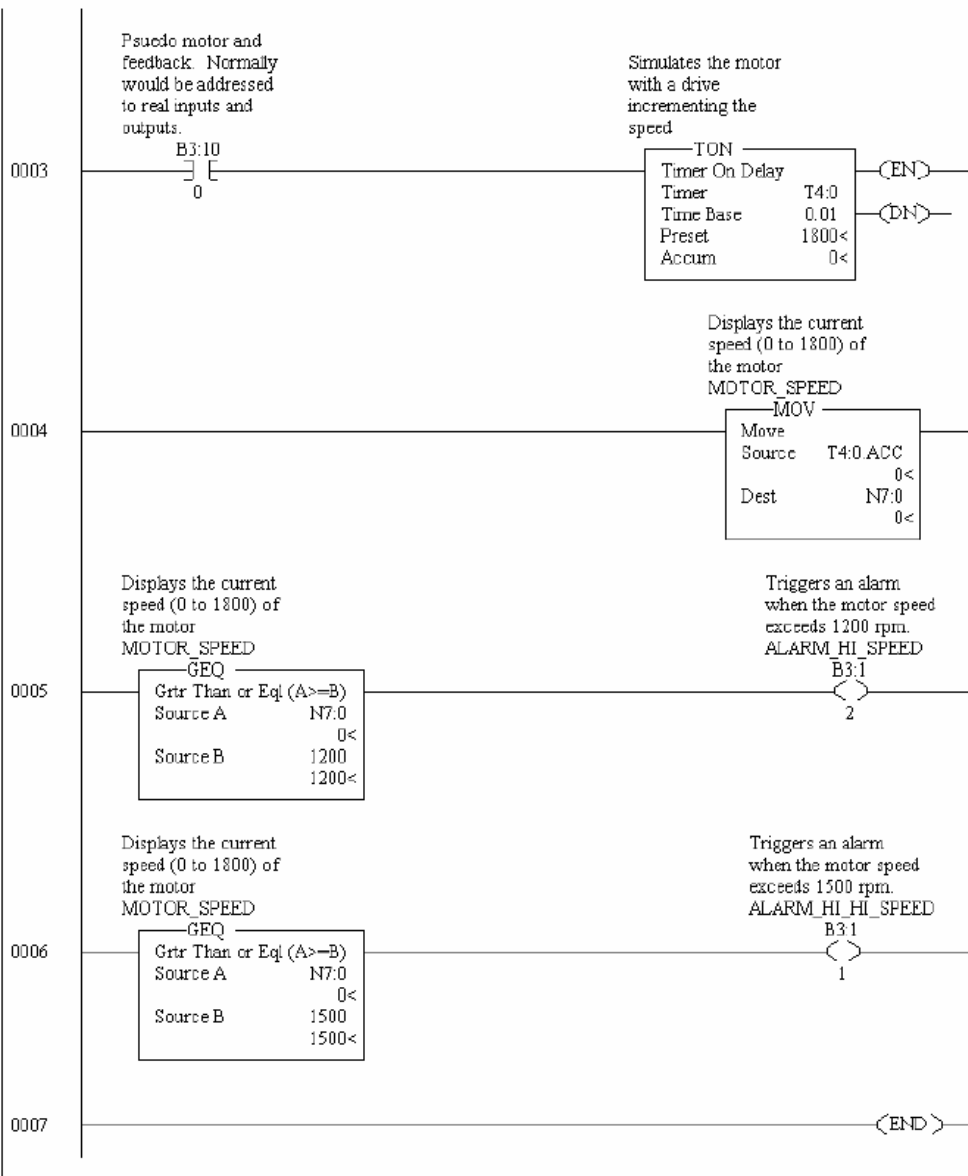 Psuedo motor and
feedback. Normally
would be addressed
to real inputs and
outputs.
B3:10
0
Simulates the motor
with a drive
incrementing the
speed
TON
0003
Timer On Delay
Timer T4:0
Time Base 0.01
Preset 1800<
Accum 0<
(EN)
(DN)
Displays the current
speed (0 to 1800) of
the motor
MOTOR_SPEED
MOV
0004
Move
Source T4:0.ACC
0<
Dest N7:0
0<
Displays the current
speed (0 to 1800) of
the motor
MOTOR_SPEED
GEQ
0005
Grtr Than or Eql (A>=B)
Source A N7:0
0<
Source B 1200
1200<
Triggers an alarm
when the motor speed
exceeds 1200 rpm.
ALARM_HI_SPEED
B3:1
2
Displays the current
speed (0 to 1800) of
the motor
MOTOR_SPEED
GEQ
0006
Grtr Than or Eql (A>=B)
Source A N7:0
0<
Source B 1500
1500<
Triggers an alarm
when the motor speed
exceeds 1500 rpm.
ALARM_HI_HI_SPEED
B3:1
1
0007
(END)